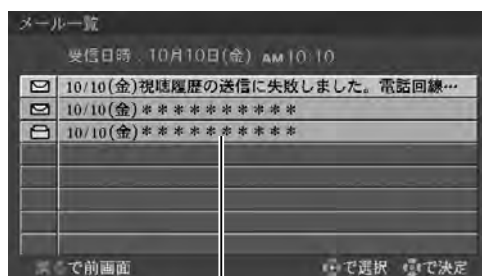 メール一覧
受信日時：10月10日(金) AM 10:10
10/10(金)視聴履歴の送信に失敗しました。電話回線…
10/10(金)＊＊＊＊＊＊＊＊＊＊
10/10(金)＊＊＊＊＊＊＊＊＊＊
で前画面
で選択 で決定